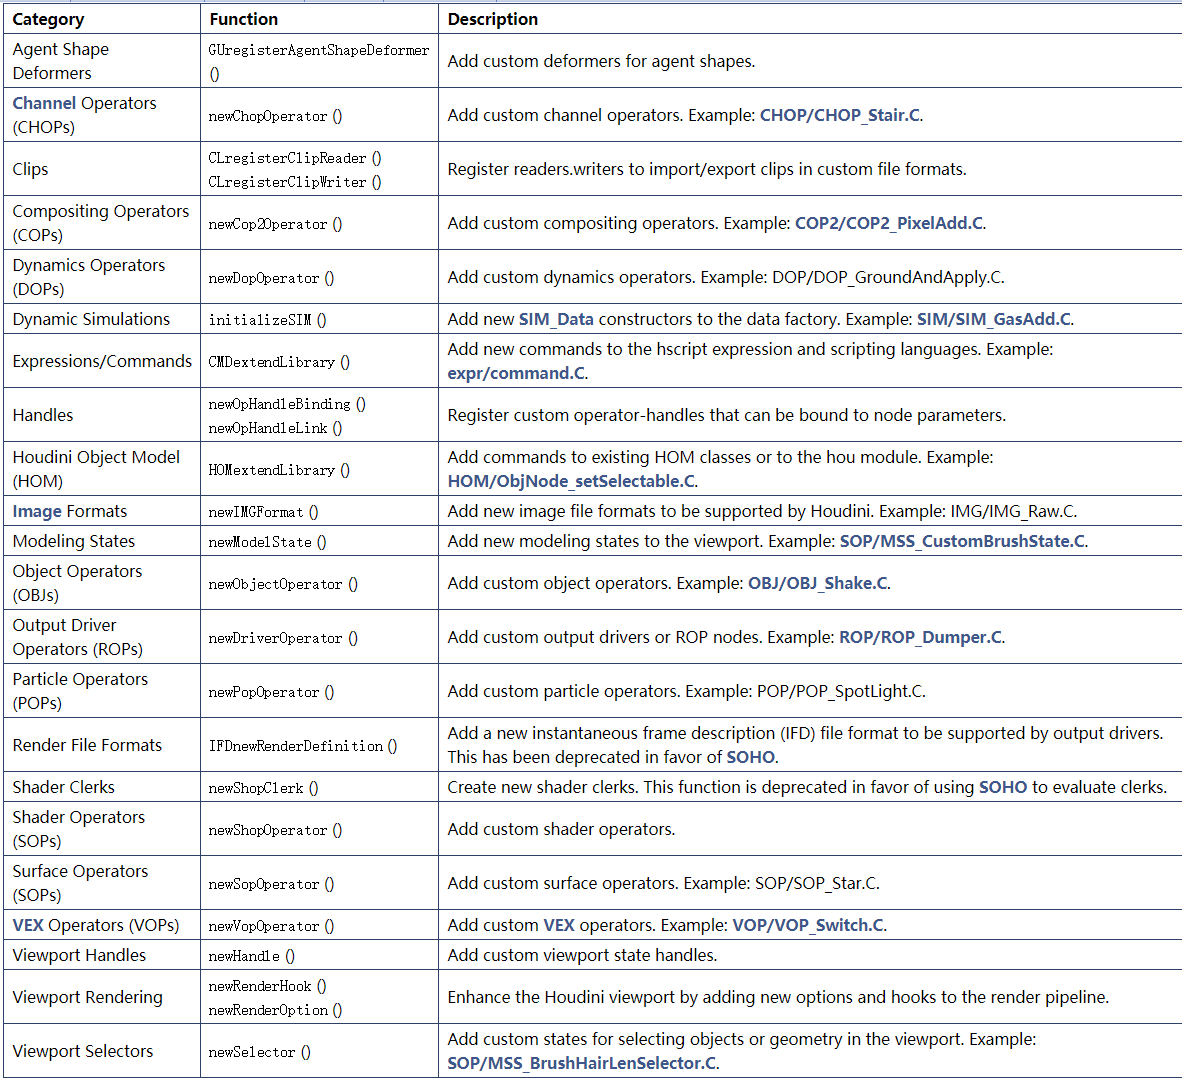 Category Function Description
Agent Shape
Deformers
GUregisterAgentShapeDeformer
()
Add custom deformers for agent shapes.
Channel Operators
(CHOPs)
newChopOperator()
Add custom channel operators. Example: CHOP/CHOP_Stair.C.
Clips
CLregisterClipReader()
CLregisterClipWriter()
Register readers.writers to import/export clips in custom file formats.
Compositing Operators
(COPs)
newCop2Operator()
Add custom compositing operators. Example: COP2/COP2_PixelAdd.C.
Dynamics Operators
(DOPs)
newDopOperator()
Add custom dynamics operators. Example: DOP/DOP_GroundAndApply.C.
Dynamic Simulations
initializeSIM()
Add new SIM_Data constructors to the data factory. Example: SIM/SIM_GasAdd.C.
Expressions/Commands
CMDextendLibrary()
Add new commands to the hscript expression and scripting languages. Example:
expr/command.C.
Handles
newOpHandleBinding()
newOpHandleLink()
Register custom operator-handles that can be bound to node parameters.
Houdini Object Model
(HOM)
HOMextendLibrary()
Add commands to existing HOM classes or to the hou module. Example:
HOM/ObjNode_setSelectable.C.
Image Formats
newIMGFormat()
Add new image file formats to be supported by Houdini. Example: IMG/IMG_Raw.C.
Modeling States
newModelState()
Add new modeling states to the viewport. Example: SOP/MSS_CustomBrushState.C.
Object Operators
(OBJs)
newObjectOperator()
Add custom object operators. Example: OBJ/OBJ_Shake.C.
Output Driver
Operators (ROPs)
newDriverOperator()
Add custom output drivers or ROP nodes. Example: ROP/ROP_Dumper.C.
Particle Operators
(POPs)
newPopOperator()
Add custom particle operators. Example: POP/POP_SpotLight.C.
Render File Formats
IFDnewRenderDefinition()
Add a new instantaneous frame description (IFD) file format to be supported by output drivers.
This has been deprecated in favor of SOHO.
Shader Clerks
newShopClerk()
Create new shader clerks. This function is deprecated in favor of using SOHO to evaluate clerks.
Shader Operators
(SOPs)
newShopOperator()
Add custom shader operators.
Surface Operators
(SOPs)
newSopOperator()
Add custom surface operators. Example: SOP/SOP_Star.C.
VEX Operators (VOPs)
newVopOperator()
Add custom VEX operators. Example: VOP/VOP_Switch.C.
Viewport Handles
newHandle()
Add custom viewport state handles.
Viewport Rendering
newRenderHook()
newRenderOption()
Enhance the Houdini viewport by adding new options and hooks to the render pipeline.
Viewport Selectors
newSelector()
Add custom states for selecting objects or geometry in the viewport. Example:
SOP/MSS_BrushHairLenSelector.C.